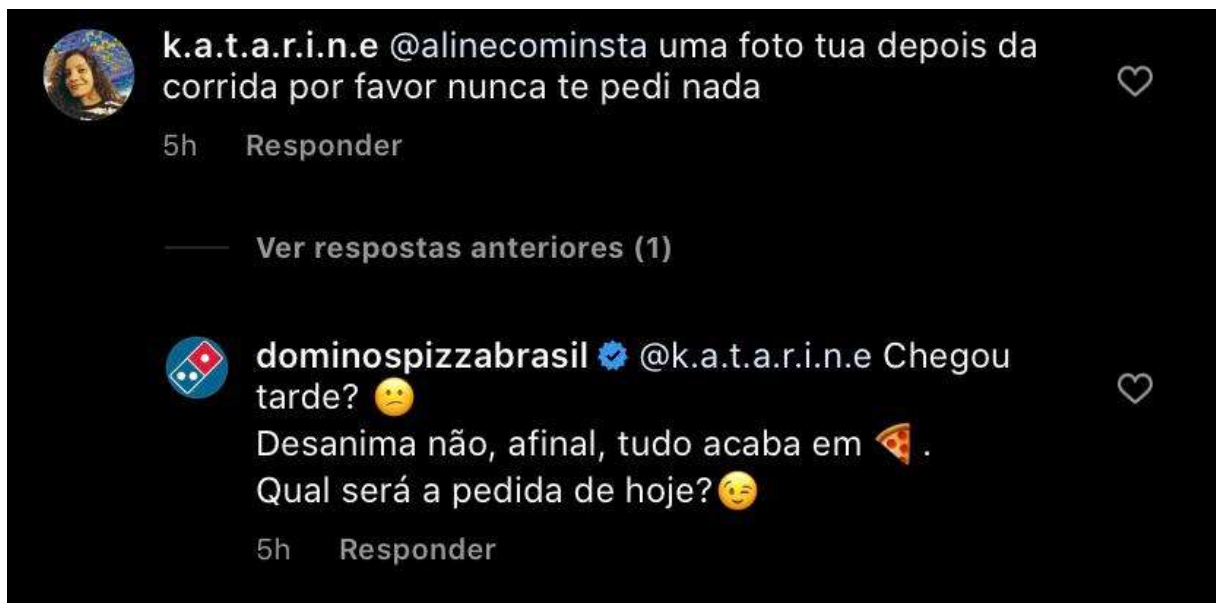 k.a.t.a.r.i.n.e @alinecominsta uma foto tua depois da
corrida por favor nunca te pedi nada
5h Responder
Ver respostas anteriores (1)
dominospizzabrasil @k.a.t.a.r.i.n.e Chegou
tarde? 😕
Desanima não, afinal, tudo acaba em 🍕 .
Qual será a pedida de hoje?😉
5h Responder